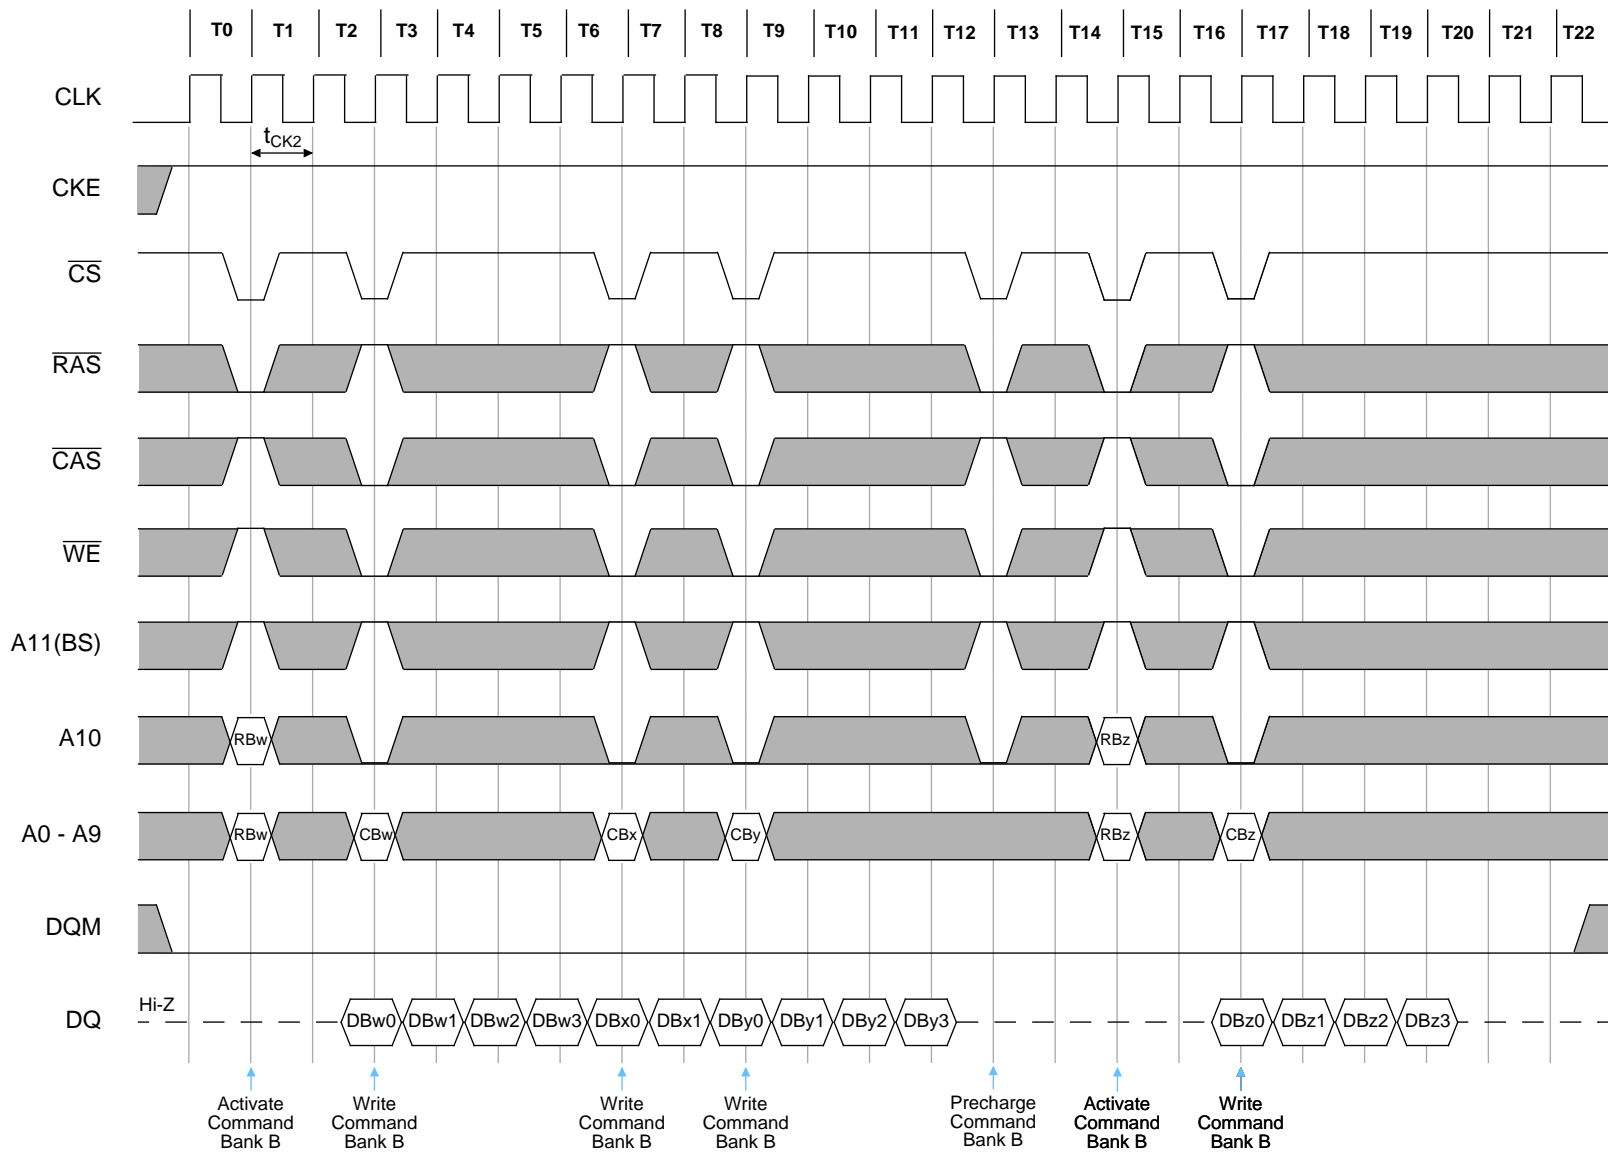 T0 T1 T2 T3 T4 T5 T6 T7 T8 T9 T10 T11 T12 T13 T14 T15 T16 T17 T18 T19 T20 T21 T22
CLK
tCK2
CKE
CS
RAS
CAS
WE
A11(BS)
A10 RBw RBz
A0 - A9 RBw CBw CBx CBy RBz CBz
DQM
Hi-Z
DQ DBw0 DBw1 DBw2 DBw3 DBx0 DBx1 DBy0 DBy1 DBy2 DBy3 DBz0 DBz1 DBz2 DBz3
Activate
Command
Bank B
Write
Command
Bank B
Write
Command
Bank B
Write
Command
Bank B
Precharge
Command
Bank B
Activate
Command
Bank B
Write
Command
Bank B